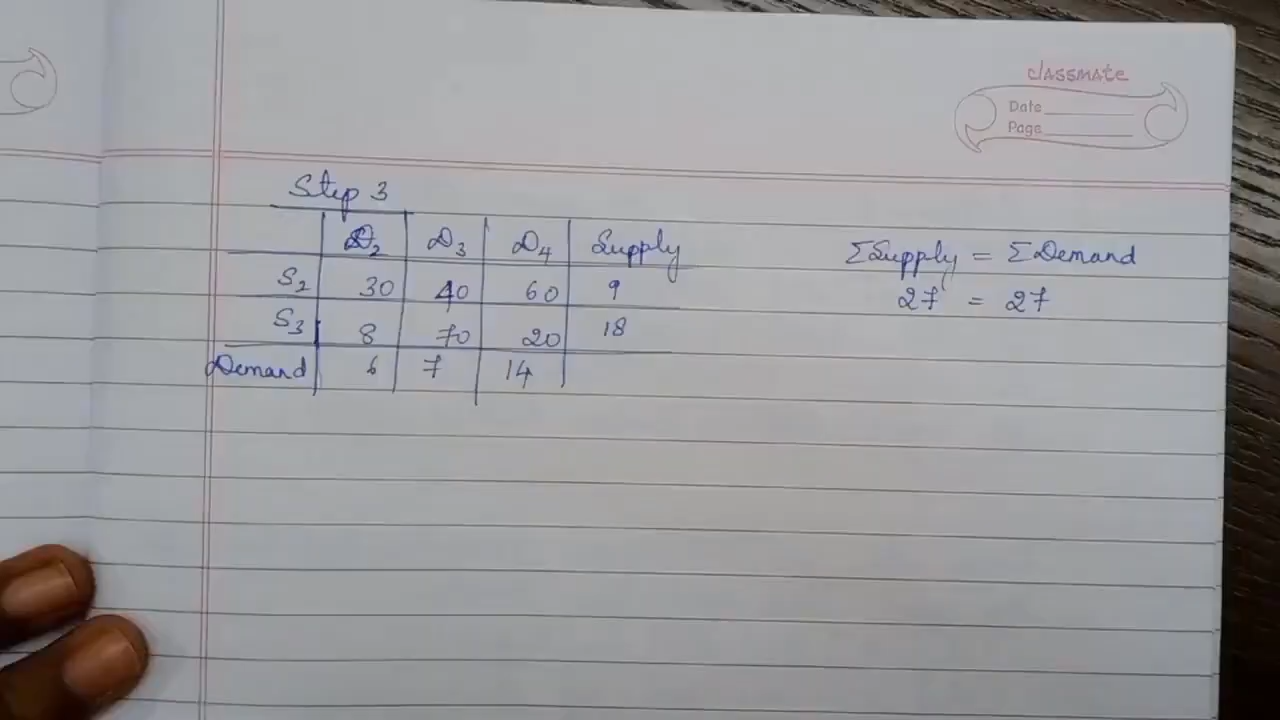 classmate
Date
Page
Step 3
D2 D3 D4 Supply
ΣSupply = ΣDemand
S2 30 40 60 9
27 = 27
S3 8 70 20 18
Demand 6 7 14